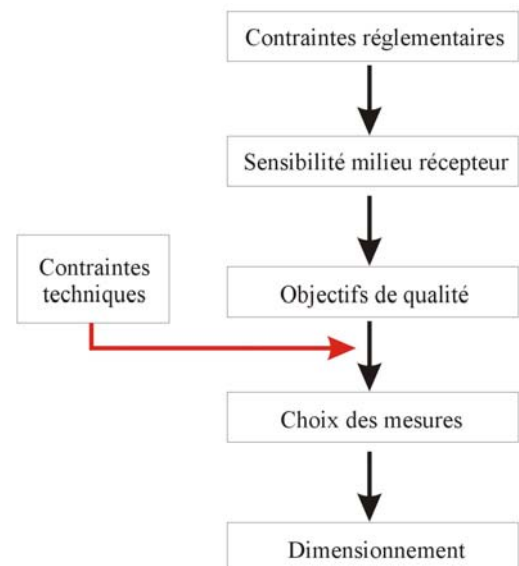 Contraintes réglementaires
Sensibilité milieu récepteur
Contraintes
techniques
Objectifs de qualité
Choix des mesures
Dimensionnement